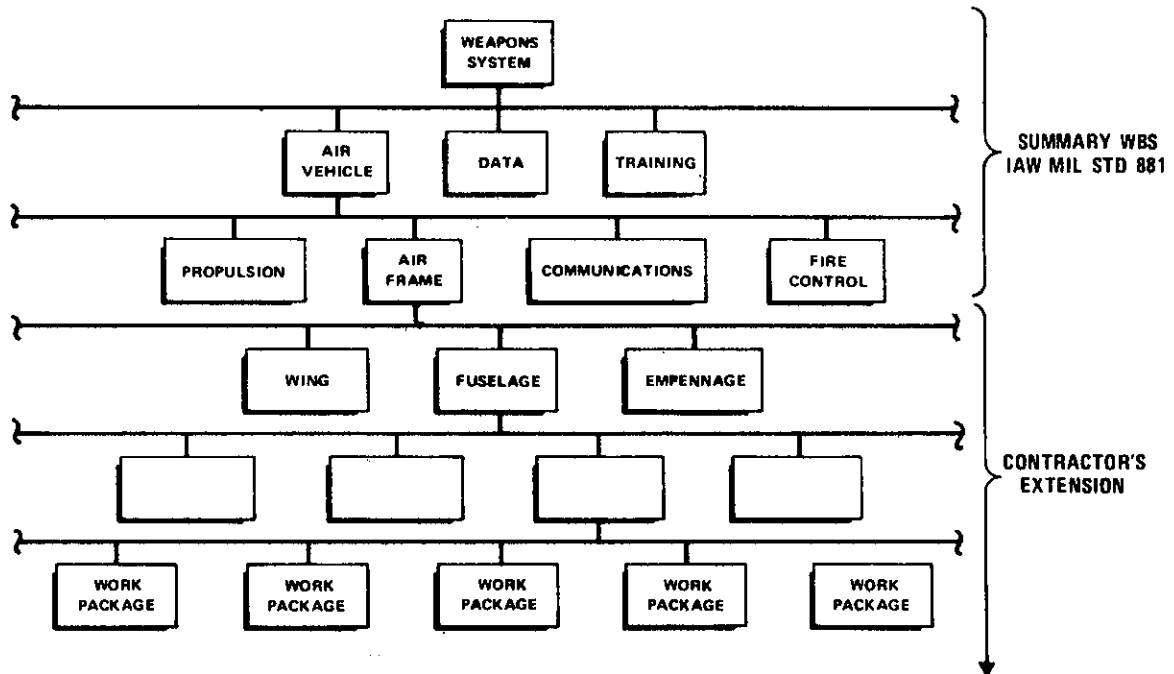 WEAPONS
SYSTEM
AIR
VEHICLE
DATA
TRAINING
SUMMARY WBS
IAW MIL STD 881
PROPULSION
AIR
FRAME
COMMUNICATIONS
FIRE
CONTROL
WING
FUSELAGE
EMPENNAGE
CONTRACTOR'S
EXTENSION
WORK
PACKAGE
WORK
PACKAGE
WORK
PACKAGE
WORK
PACKAGE
WORK
PACKAGE